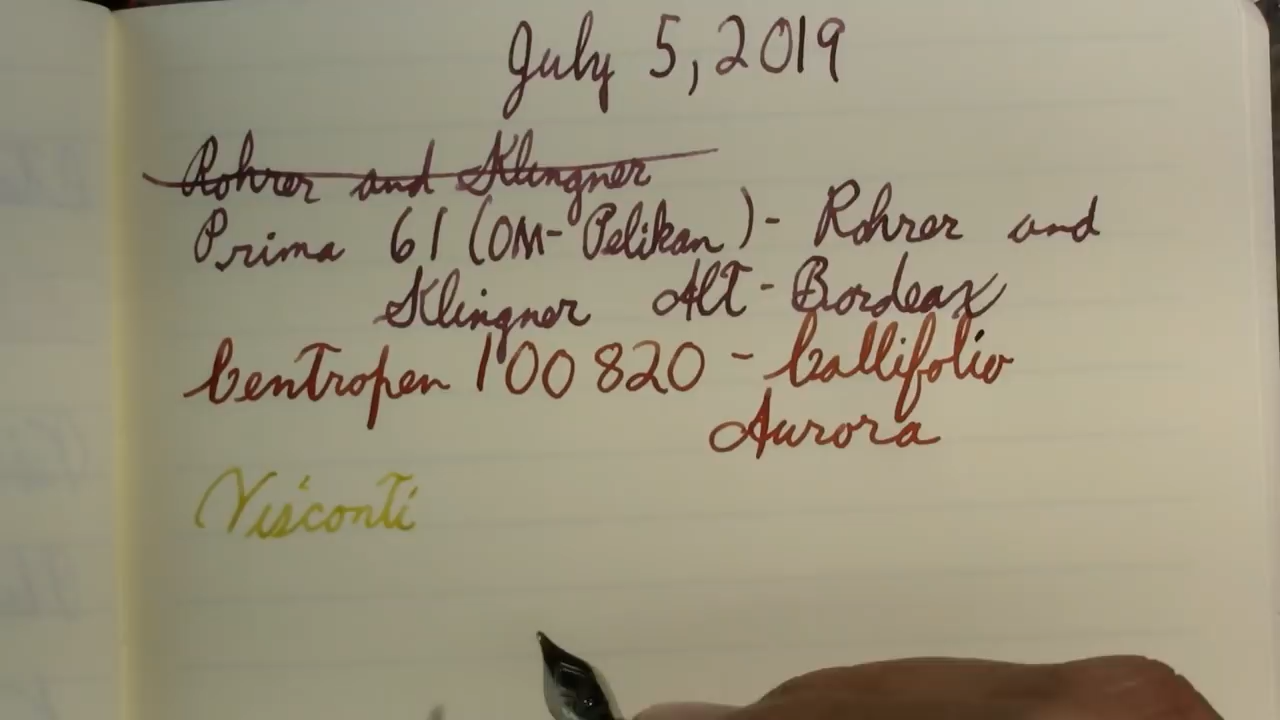 July 5, 2019
Rohrer and Klingner
Prima 61 (OM-Pelikan) - Rohrer and
Klingner Alt-Bordeax
Centropen 100 820 - Callifolio
Aurora
Visconti